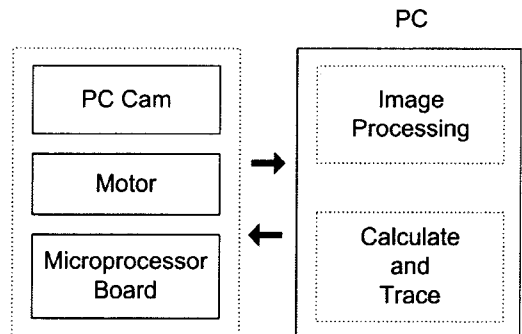 PC
PC Cam
Motor
Microprocessor
Board
Image
Processing
Calculate
and
Trace